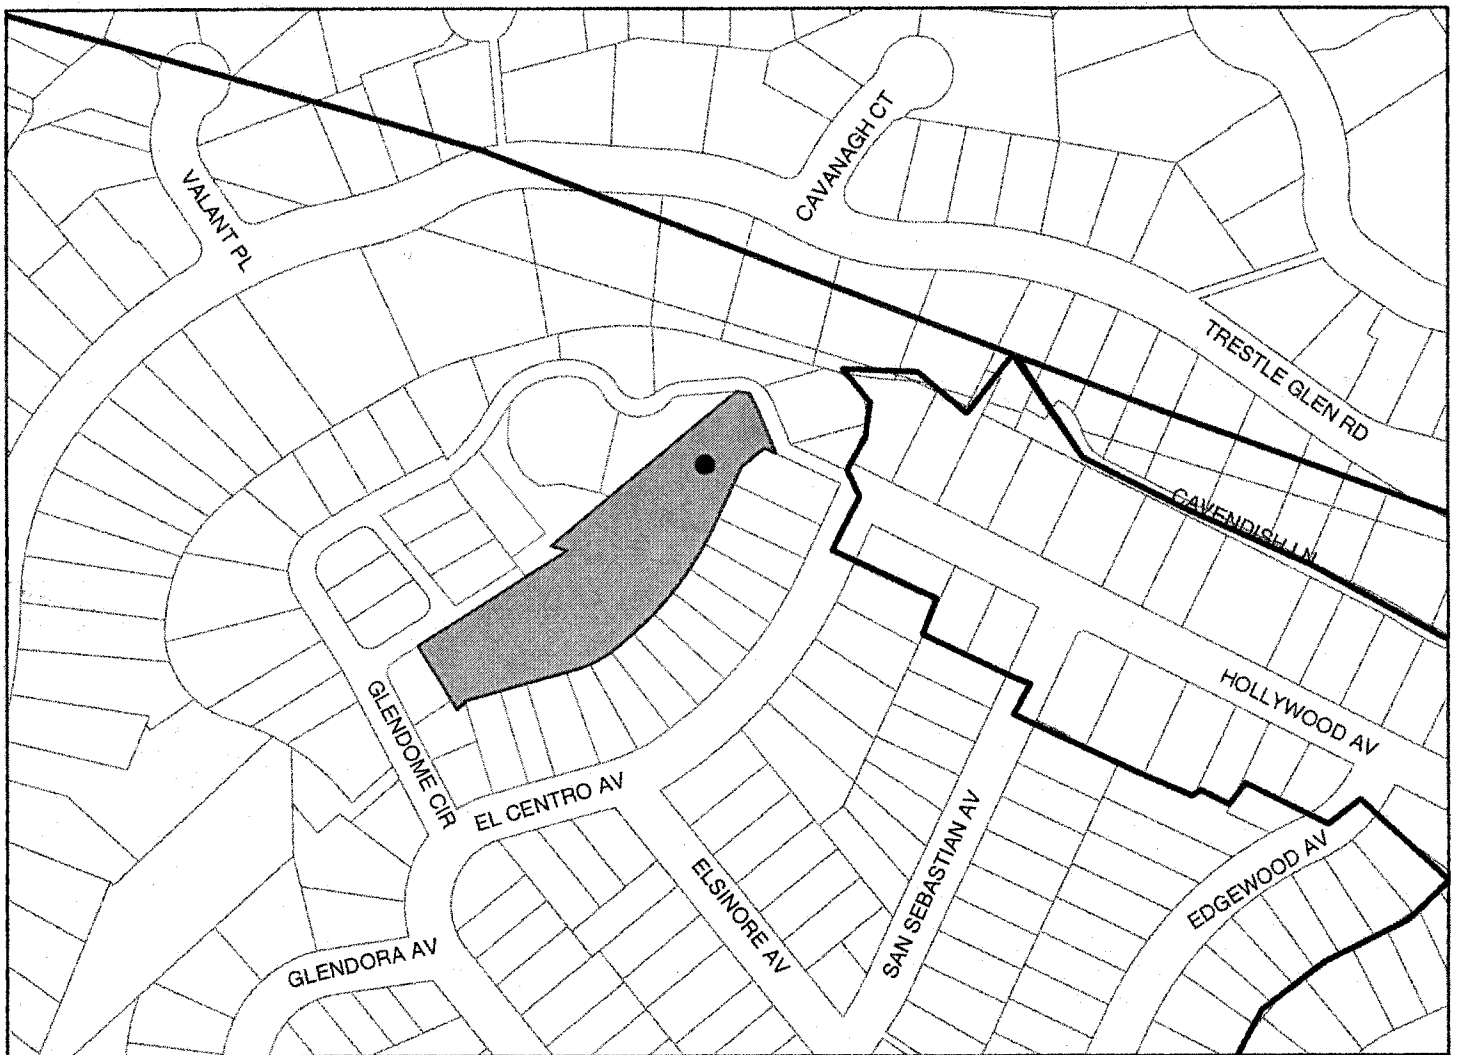 CAVANAGH CT
VALANT PL
TRESTLE GLEN RD
CAVENDISH LN
HOLLYWOOD AV
GLENDOME CIR
EL CENTRO AV
ELSINORE AV
SAN SEBASTIAN AV
EDGEWOOD AV
GLENDORA AV